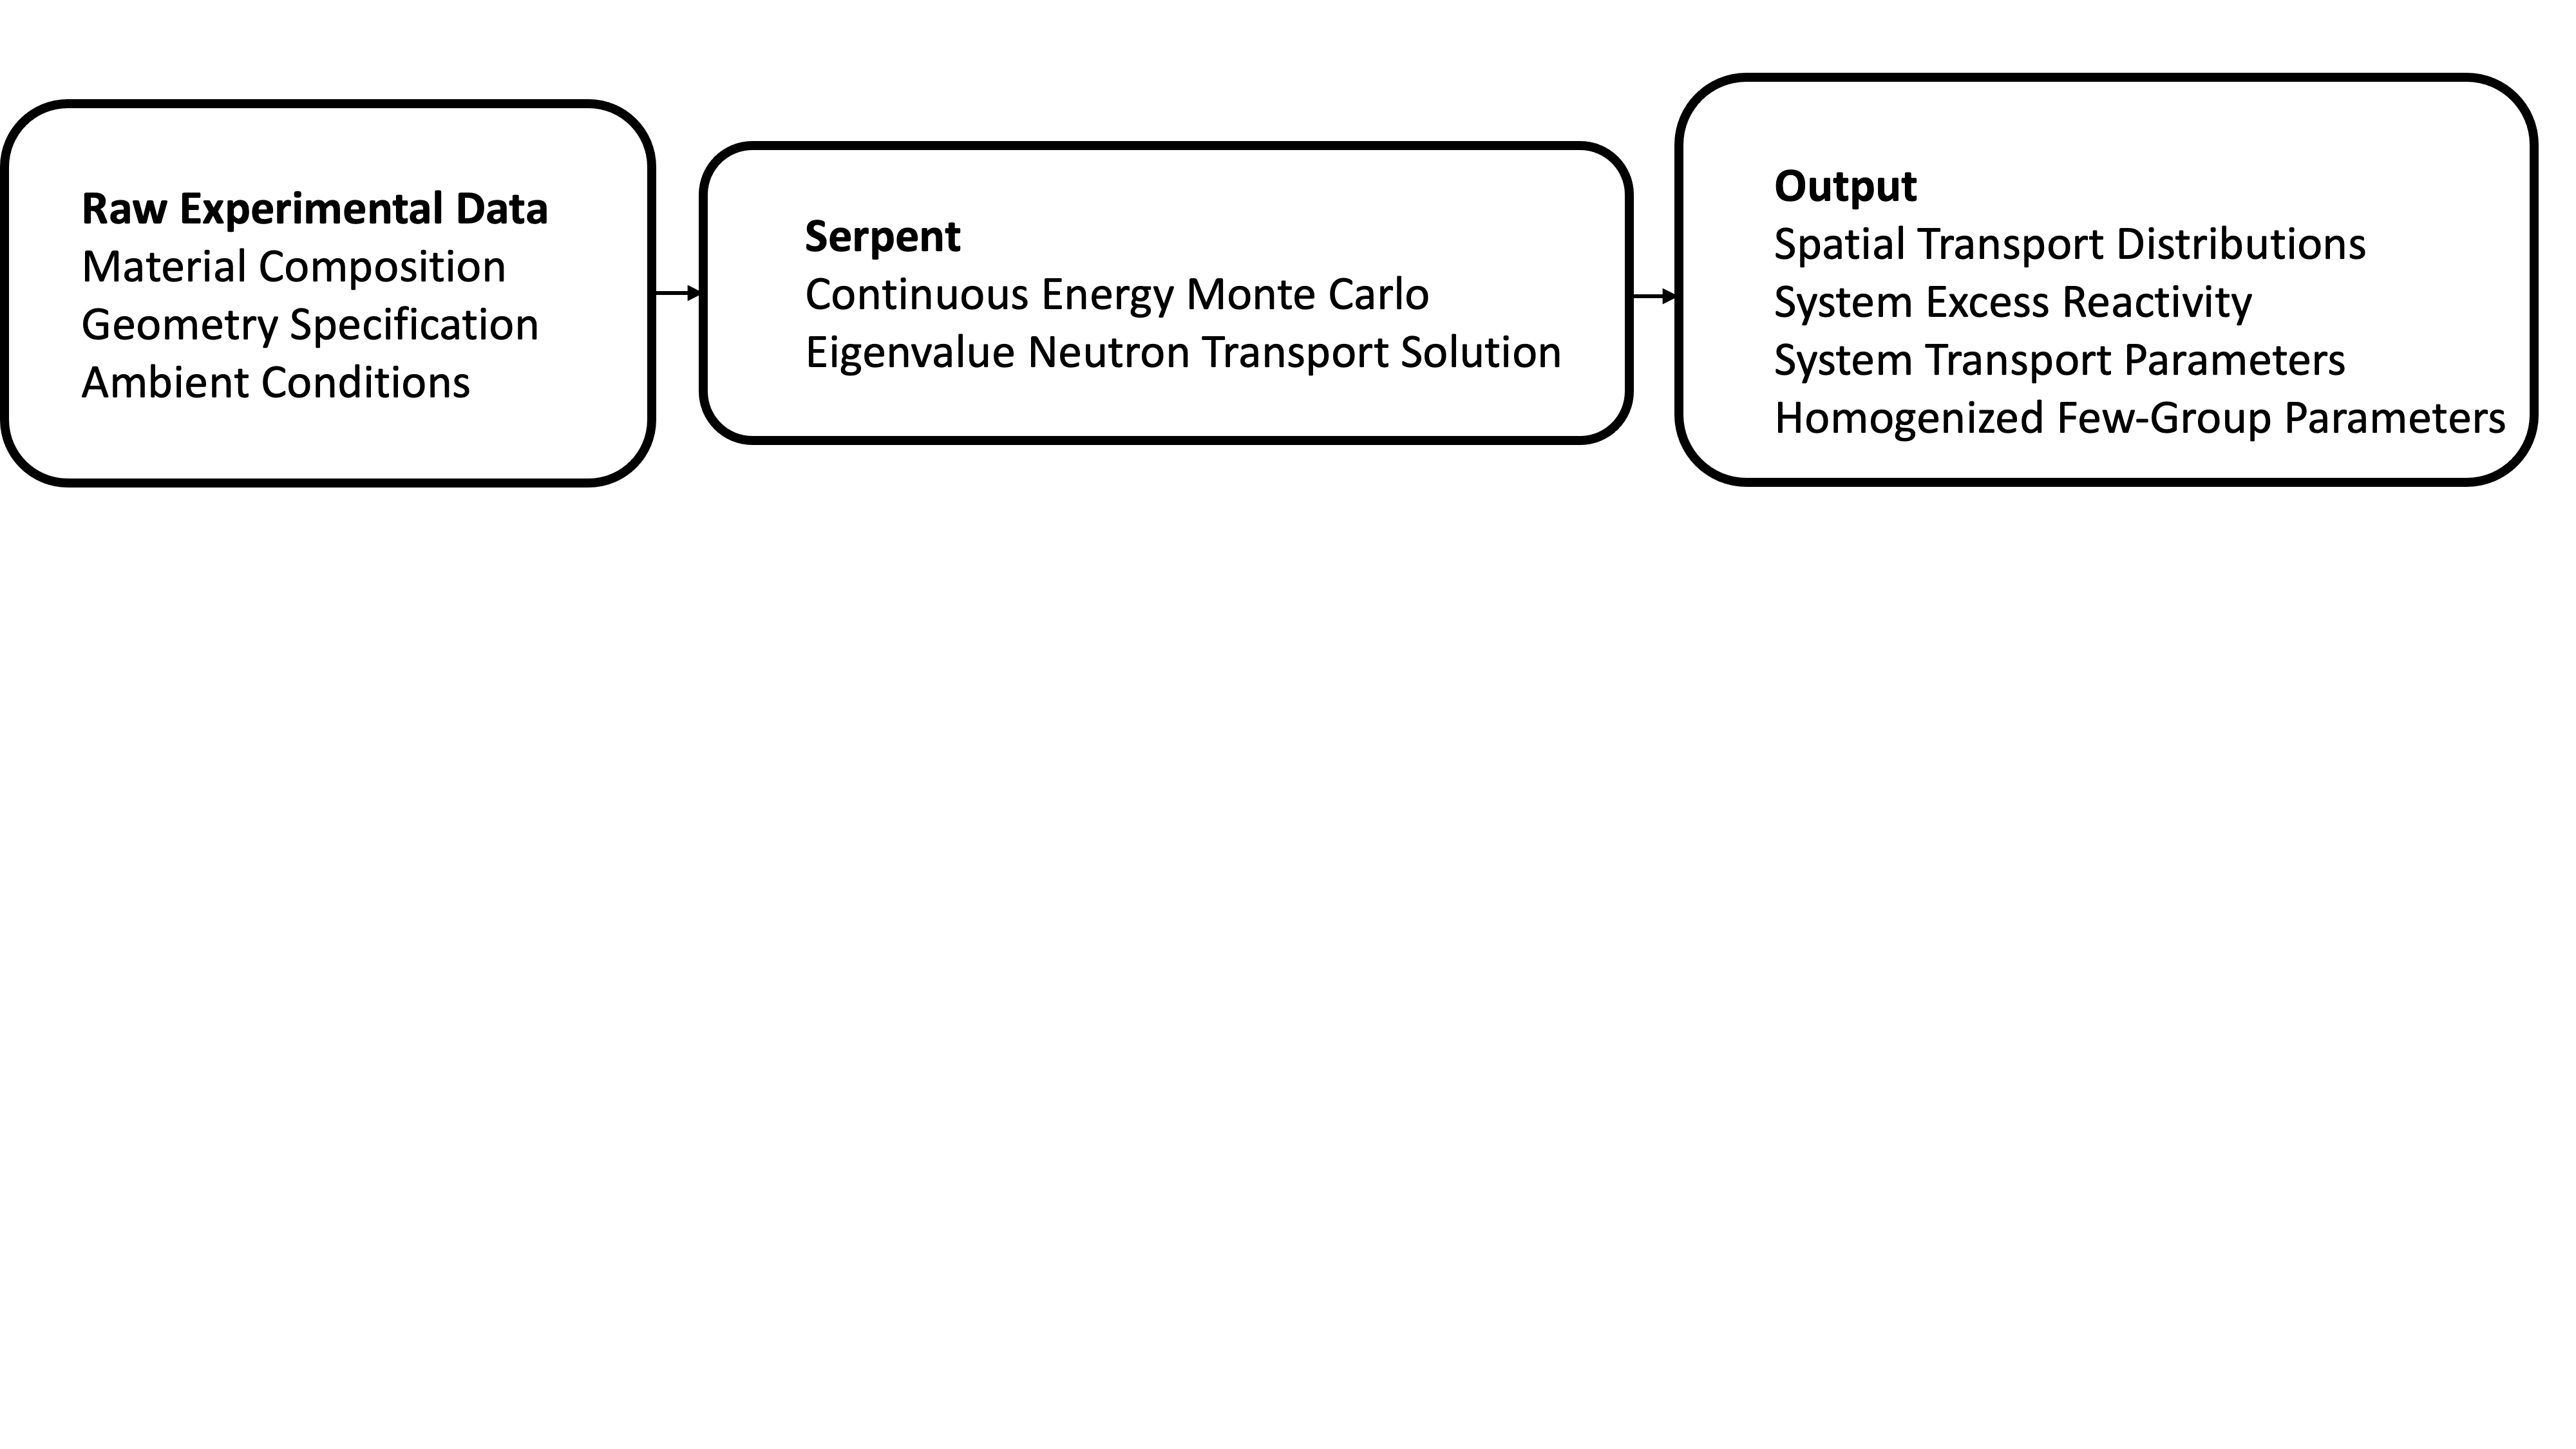 Raw Experimental Data
Material Composition
Geometry Specification
Ambient Conditions
Serpent
Continuous Energy Monte Carlo
Eigenvalue Neutron Transport Solution
Output
Spatial Transport Distributions
System Excess Reactivity
System Transport Parameters
Homogenized Few-Group Parameters